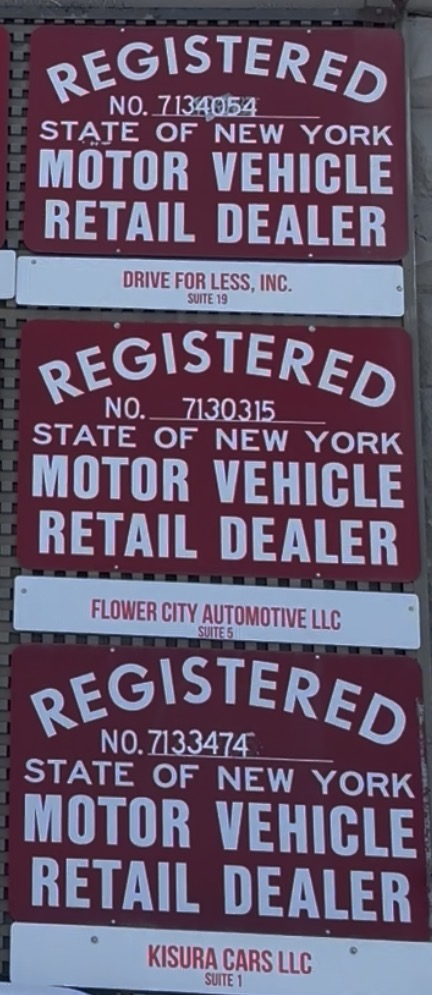 REGISTERED
NO. 7134054
STATE OF NEW YORK
MOTOR VEHICLE
RETAIL DEALER
DRIVE FOR LESS, INC.
SUITE 19
REGISTERED
NO. 7130315
STATE OF NEW YORK
MOTOR VEHICLE
RETAIL DEALER
FLOWER CITY AUTOMOTIVE LLC
SUITE 5
REGISTERED
NO. 7133474
STATE OF NEW YORK
MOTOR VEHICLE
RETAIL DEALER
KISURA CARS LLC
SUITE 1